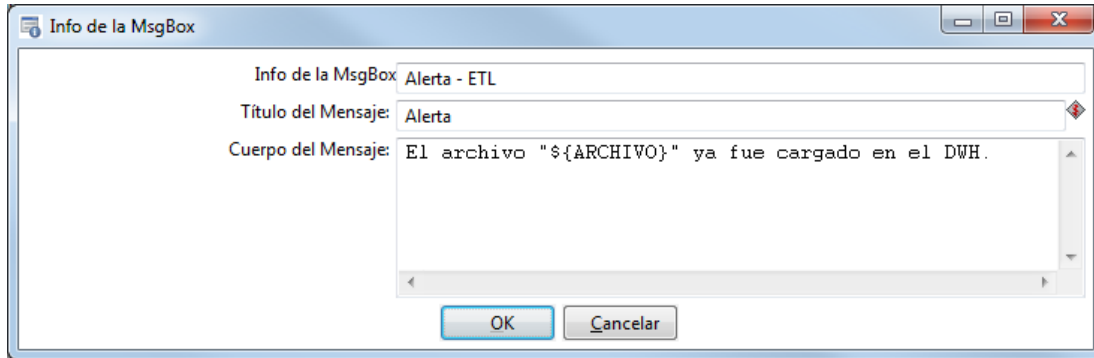 Info de la MsgBox
Info de la MsgBox Alerta - ETL
Título del Mensaje: Alerta
Cuerpo del Mensaje: El archivo "${ARCHIVO}" ya fue cargado en el DWH.
OK Cancelar